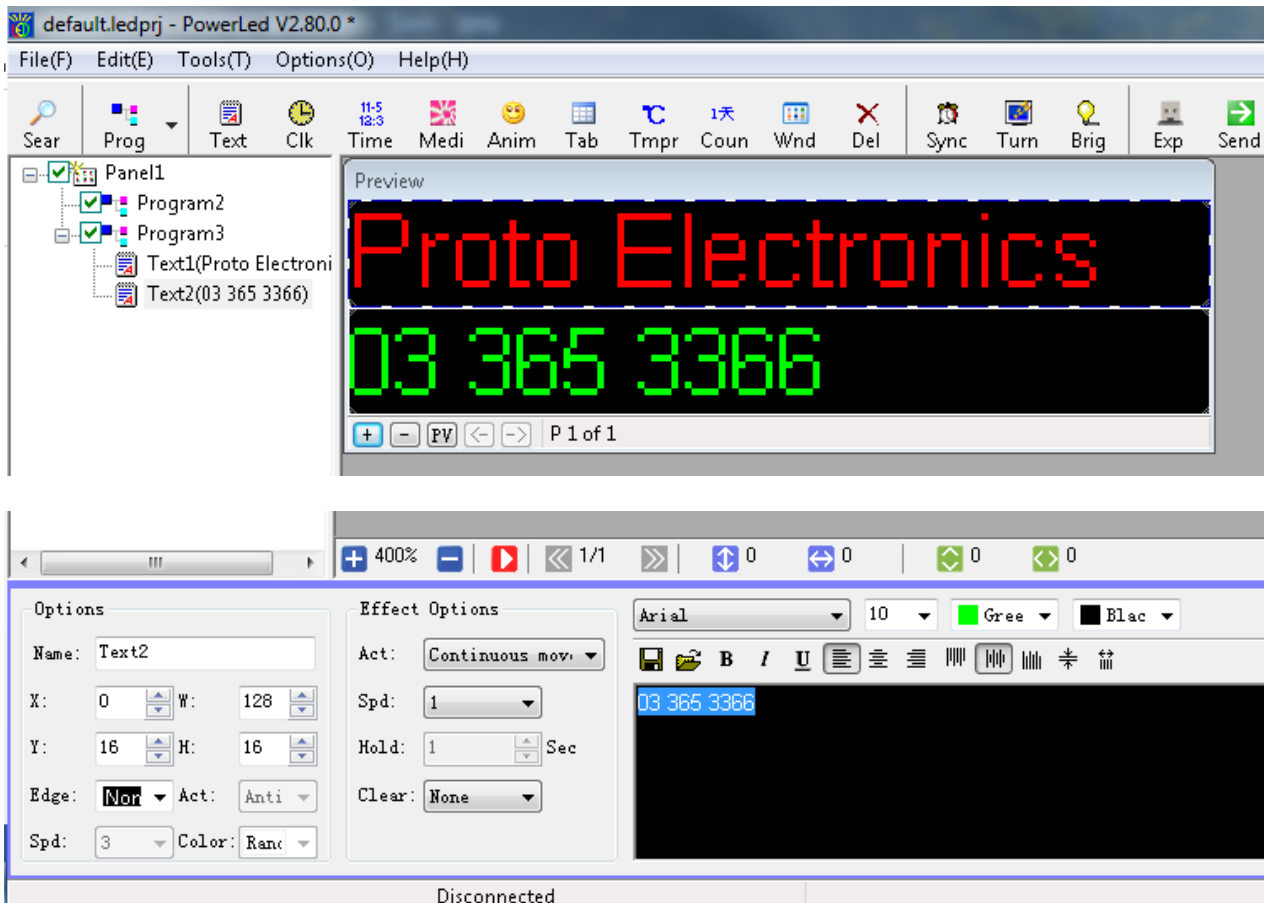 default.ledprj - PowerLed V2.80.0 *
File(F) Edit(E) Tools(T) Options(O) Help(H)
11-5
12:3
℃ 1天
Sear Prog Text Clk Time Medi Anim Tab Tmpr Coun Wnd Del Sync Turn Brig Exp Send
Panel1
Program2
Program3
Text1(Proto Electroni
Text2(03 365 3366)
Preview
Proto Electronics
03 365 3366
+ - PV <- -> P 1 of 1
400% 1/1 0 0 0 0
Options
Name: Text2
X: 0 W: 128
Y: 16 H: 16
Edge: Non Act: Anti
Spd: 3 Color: Ranc
Effect Options
Act: Continuous mov
Spd: 1
Hold: 1 Sec
Clear: None
Arial 10 Gree Blac
B I U
03 365 3366
Disconnected